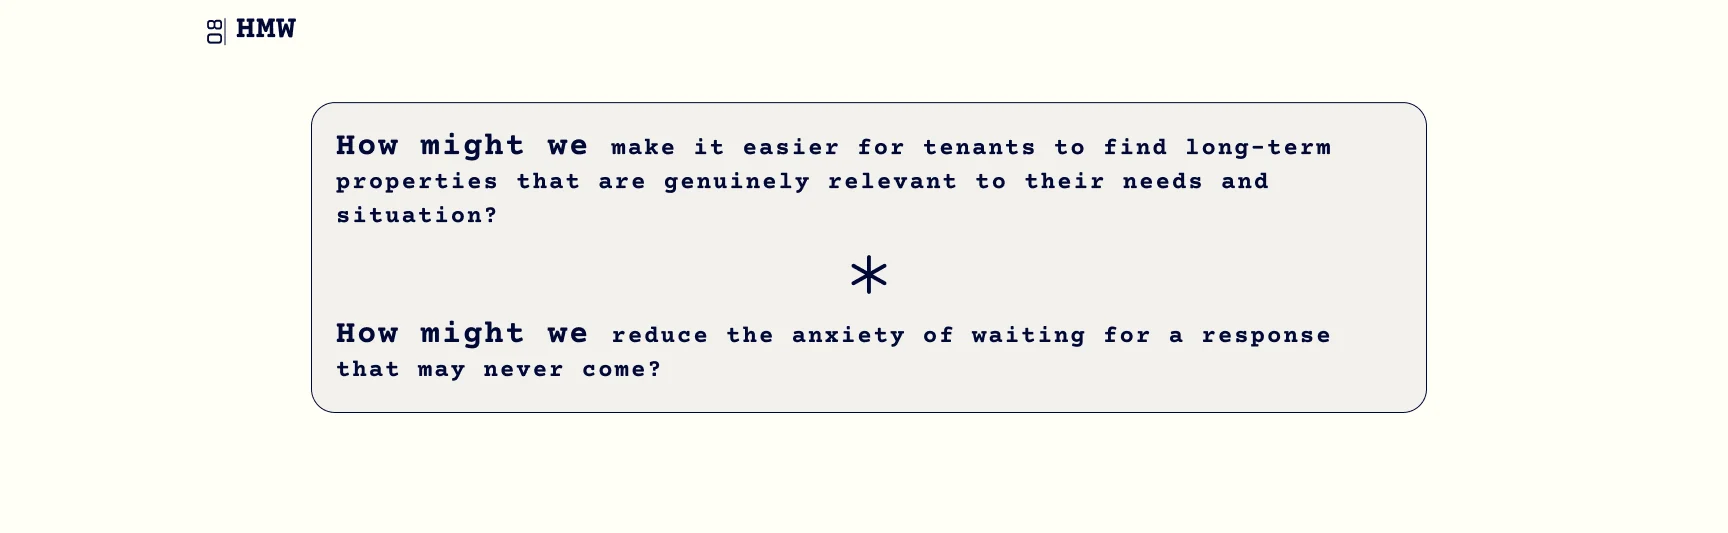 08 HMW
How might we make it easier for tenants to find long-term
properties that are genuinely relevant to their needs and
situation?
*
How might we reduce the anxiety of waiting for a response
that may never come?